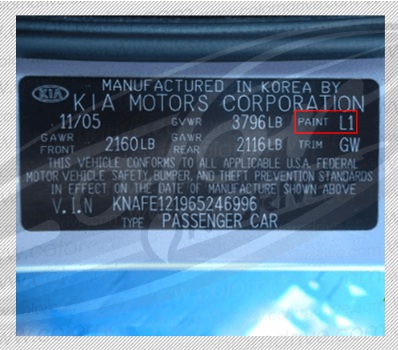 MANUFACTURED IN KOREA BY
KIA KIA MOTORS CORPORATION
11/05 GVWR 3796LB PAINT L1
GAWR FRONT 2160LB GAWR REAR 2116LB TRIM GW
THIS VEHICLE CONFORMS TO ALL APPLICABLE U.S.A. FEDERAL
MOTOR VEHICLE SAFETY, BUMPER, AND THEFT PREVENTION STANDARDS
IN EFFECT ON THE DATE OF MANUFACTURE SHOWN ABOVE
V.I.N KNAFE121965246996
TYPE PASSENGER CAR